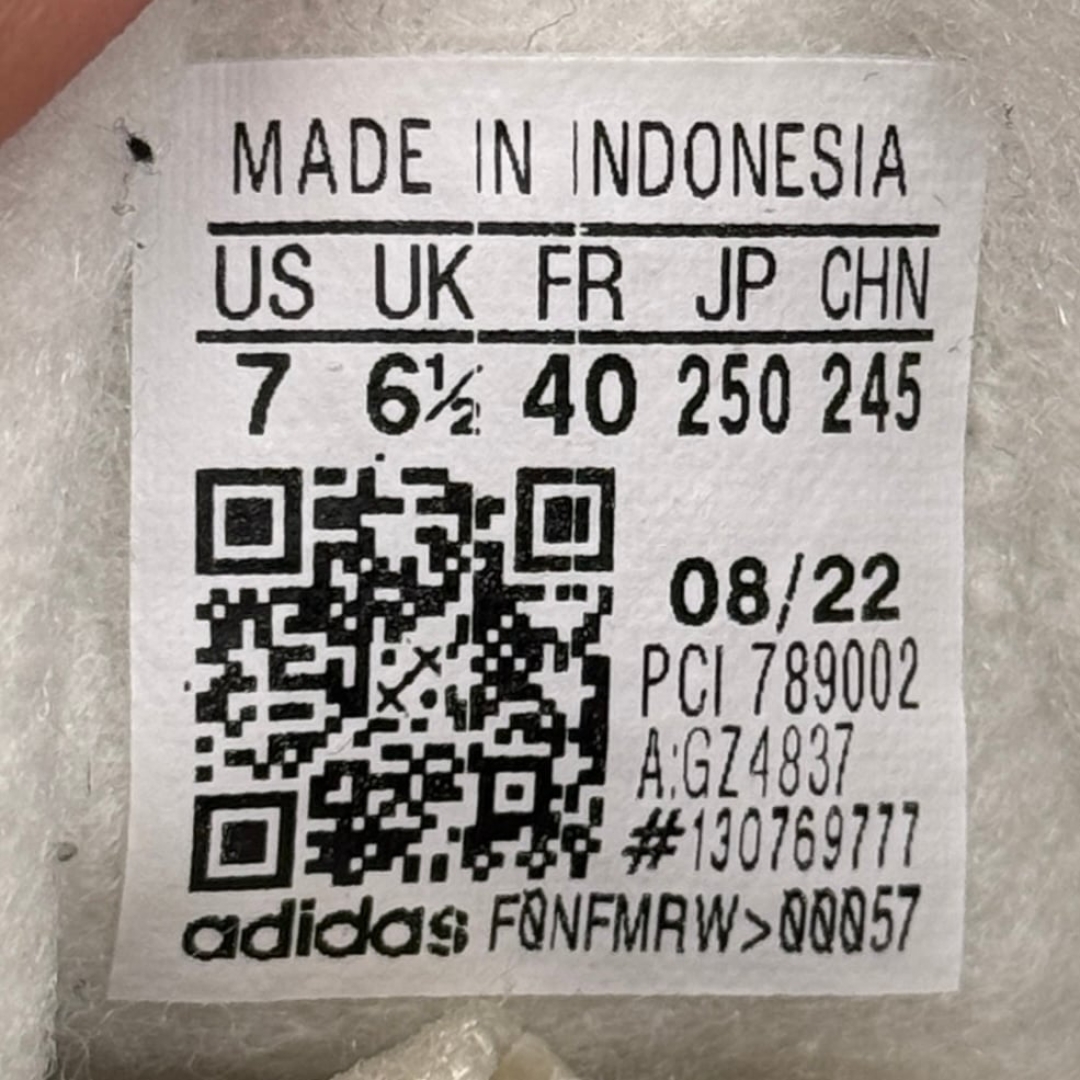 MADE IN INDONESIA
US UK FR JP CHN
7 6½ 40 250 245
08/22
PCI 789002
A:GZ4837
#130769777
adidas F0NFMRW>00057